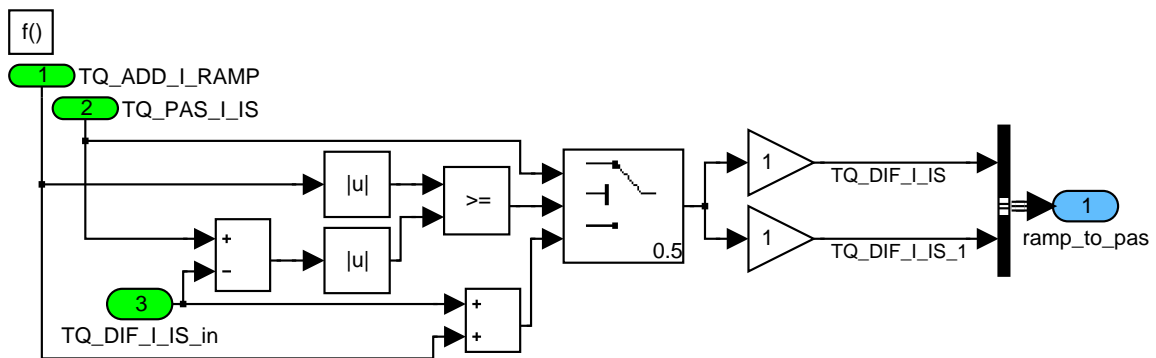 f()
1
TQ_ADD_I_RAMP
2
TQ_PAS_I_IS
|u|
>=
0.5
1
TQ_DIF_I_IS
1
ramp_to_pas
+
−
|u|
1
TQ_DIF_I_IS_1
3
TQ_DIF_I_IS_in
+
+